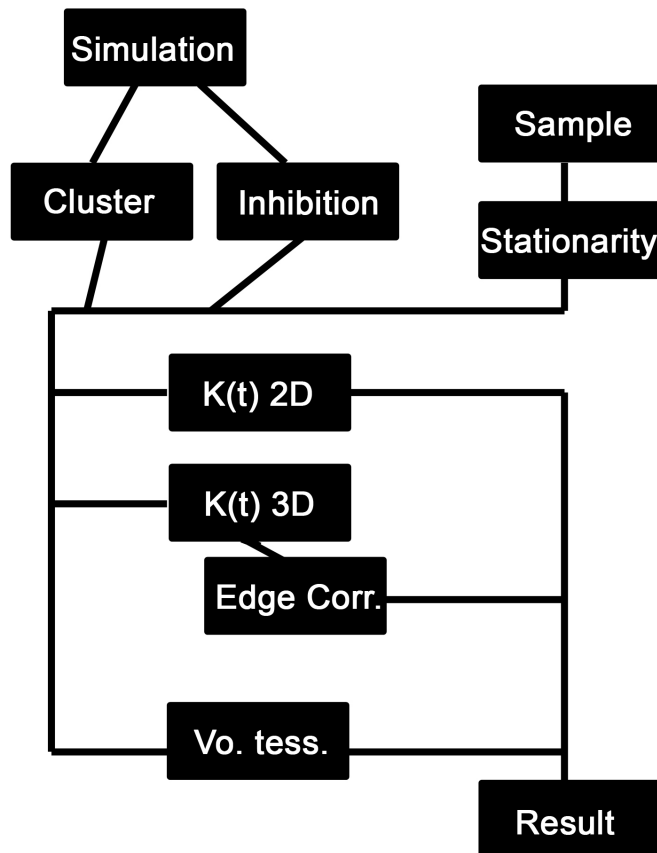 Simulation
Sample
Cluster
Inhibition
Stationarity
K(t) 2D
K(t) 3D
Edge Corr.
Vo. tess.
Result